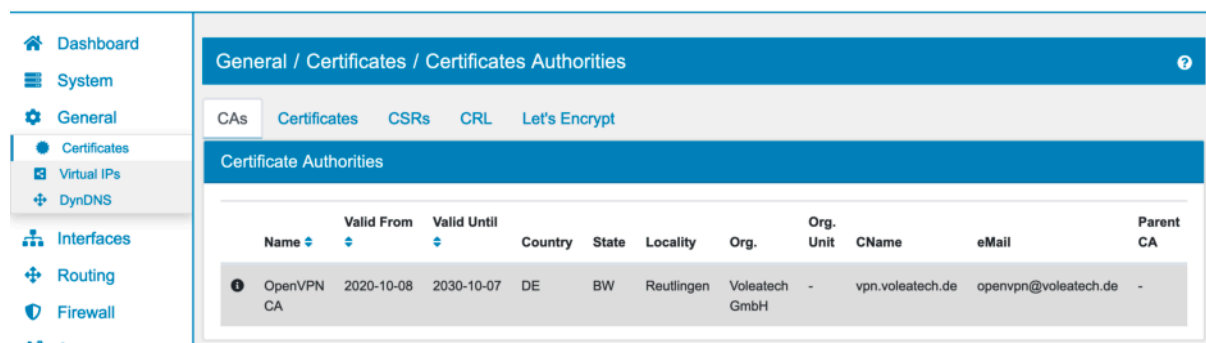 Dashboard
System
General
Certificates
Virtual IPs
DynDNS
Interfaces
Routing
Firewall
General / Certificates / Certificates Authorities
CAs Certificates CSRs CRL Let's Encrypt
Certificate Authorities
Name Valid From Valid Until Country State Locality Org. Org. Unit CName eMail Parent CA
OpenVPN CA 2020-10-08 2030-10-07 DE BW Reutlingen Voleatech GmbH - vpn.voleatech.de openvpn@voleatech.de -